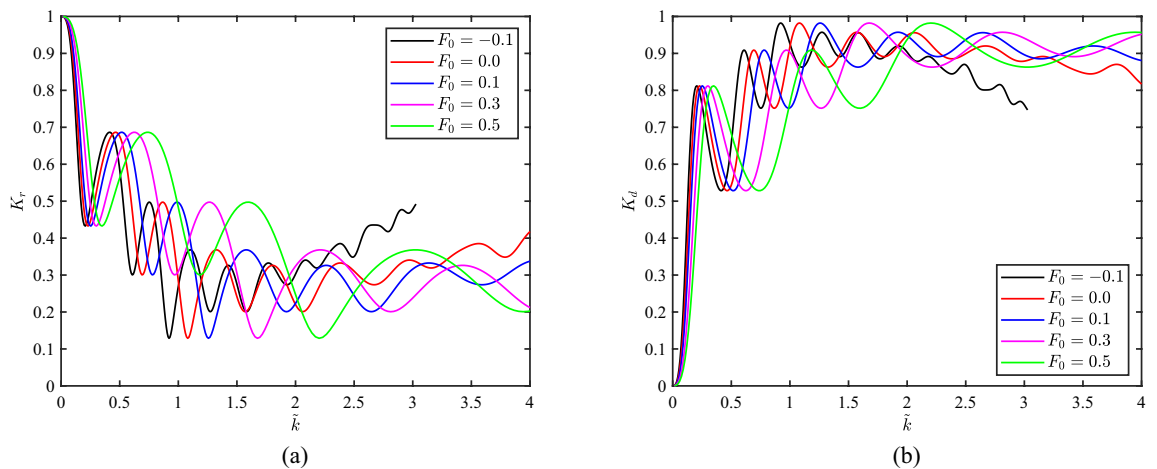 1
0.9
0.8
0.7
0.6
0.5
0.4
0.3
0.2
0.1
0
K_r
0 0.5 1 1.5 2 2.5 3 3.5 4
k̃
F_0 = −0.1
F_0 = 0.0
F_0 = 0.1
F_0 = 0.3
F_0 = 0.5
(a)
1
0.9
0.8
0.7
0.6
0.5
0.4
0.3
0.2
0.1
0
K_d
0 0.5 1 1.5 2 2.5 3 3.5 4
k̃
F_0 = −0.1
F_0 = 0.0
F_0 = 0.1
F_0 = 0.3
F_0 = 0.5
(b)